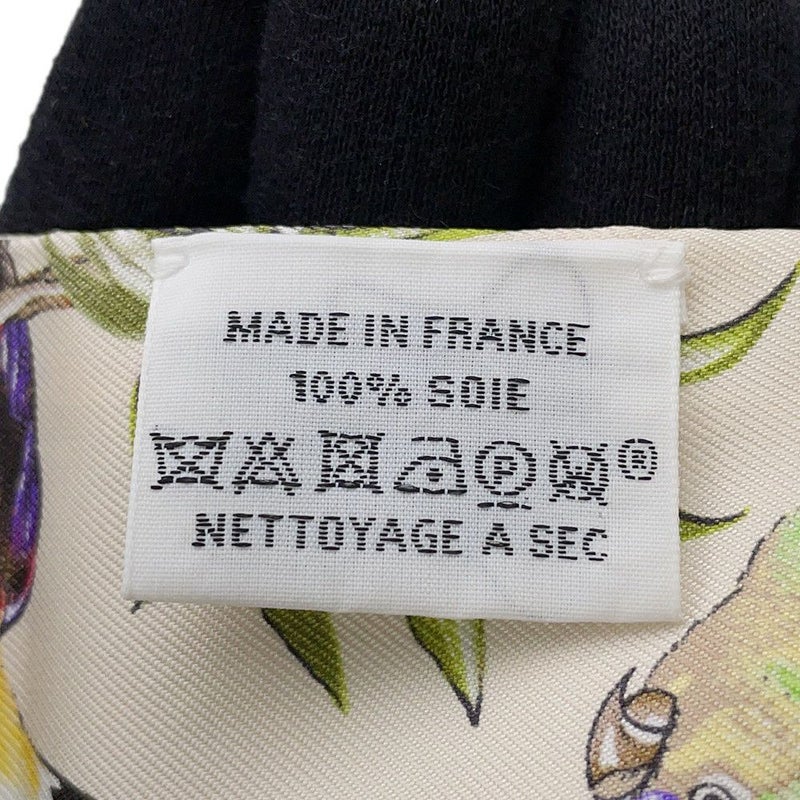 MADE IN FRANCE
100% SOIE
P W ®
NETTOYAGE A SEC